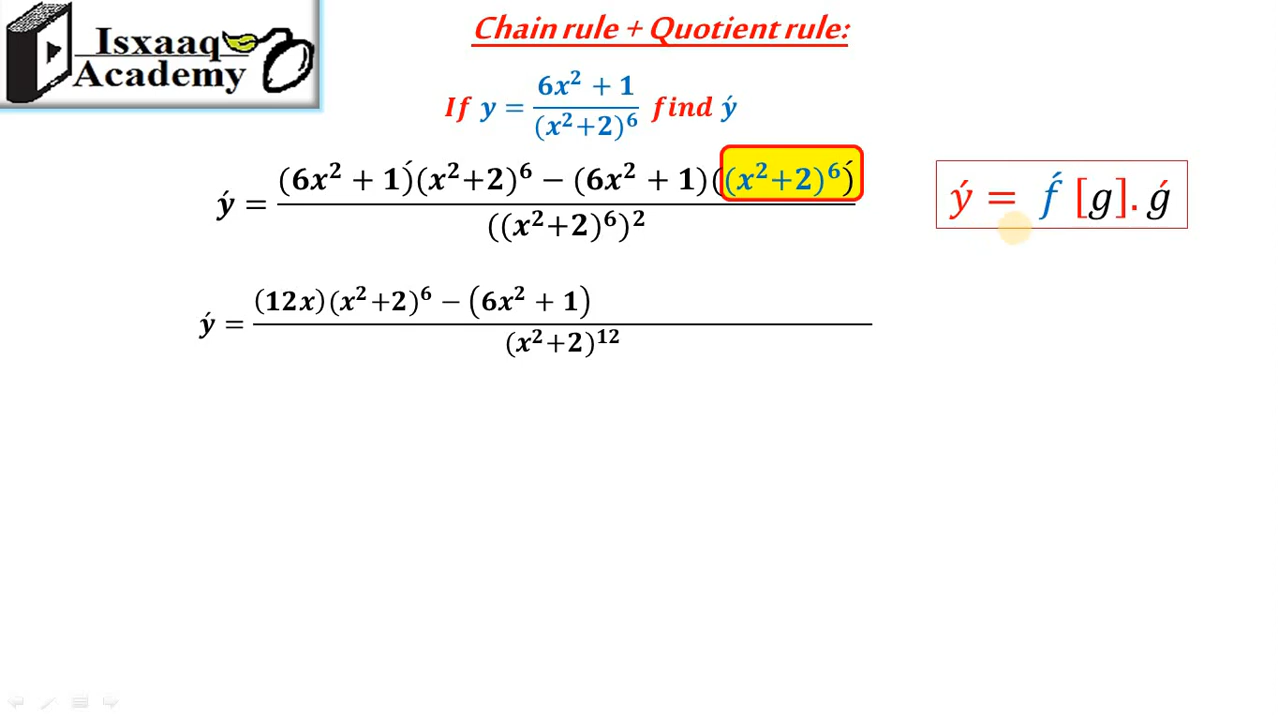 Isxaaq
Academy
Chain rule + Quotient rule:
If y = (6x² + 1)/(x²+2)⁶ find ý
ý = ((6x² + 1)́(x²+2)⁶ − (6x² + 1)((x²+2)⁶)́)/((x²+2)⁶)²
ý = f́ [g]. ǵ
ý = ((12x)(x²+2)⁶ − (6x² + 1))/(x²+2)¹²